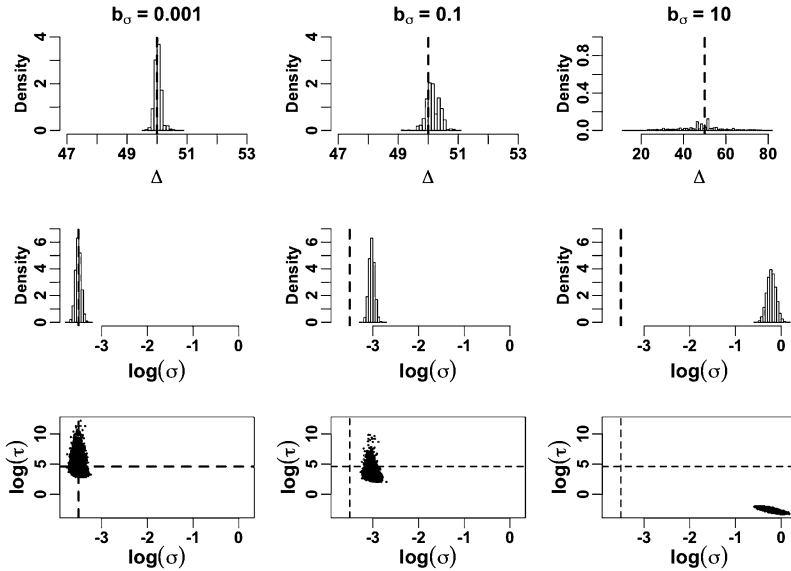 bσ = 0.001
bσ = 0.1
bσ = 10
Density
0 2 4
47 49 51 53
Δ
Density
0 2 4
47 49 51 53
Δ
Density
0.0 0.4 0.8
20 40 60 80
Δ
Density
0 2 4 6
-3 -2 -1 0
log(σ)
Density
0 2 4 6
-3 -2 -1 0
log(σ)
Density
0 2 4 6
-3 -2 -1 0
log(σ)
log(τ)
0 5 10
-3 -2 -1 0
log(σ)
log(τ)
0 5 10
-3 -2 -1 0
log(σ)
log(τ)
0 5 10
-3 -2 -1 0
log(σ)